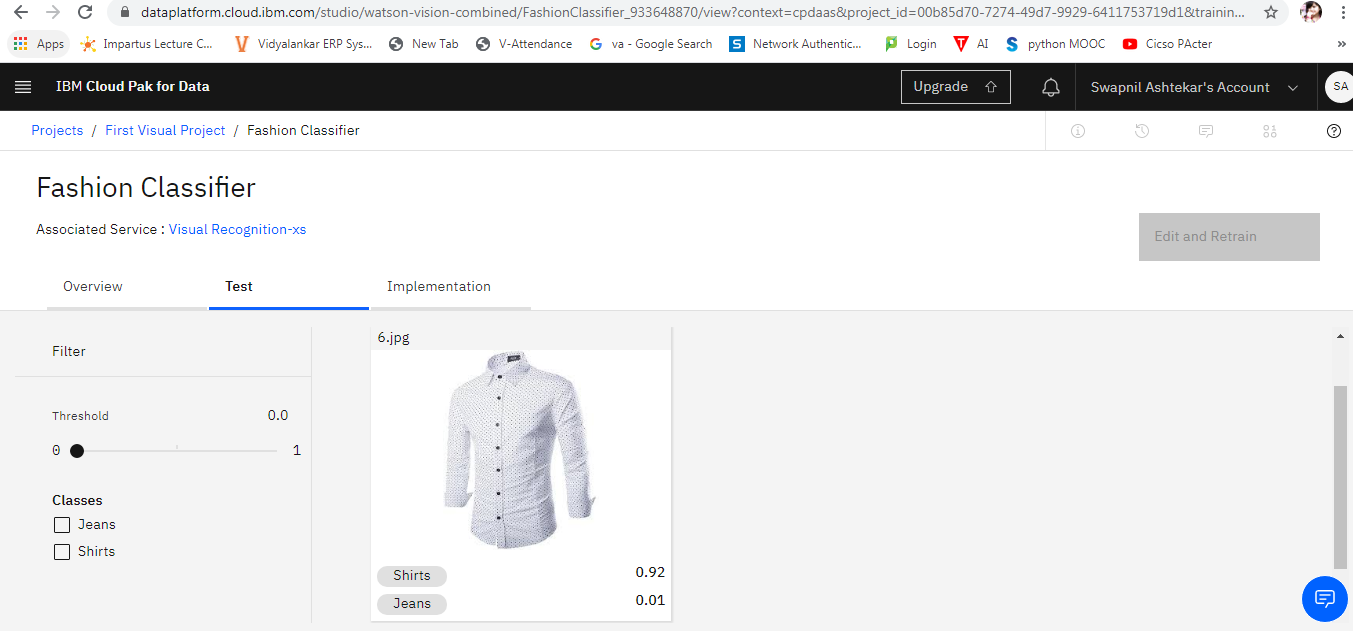 dataplatform.cloud.ibm.com/studio/watson-vision-combined/FashionClassifier_933648870/view?context=cpdaas&project_id=00b85d70-7274-49d7-9929-6411753719d1&trainin...
Apps Impartus Lecture C... Vidyalankar ERP Sys... New Tab V-Attendance va - Google Search Network Authentic... Login AI python MOOC Cicso PActer »
IBM Cloud Pak for Data Upgrade Swapnil Ashtekar's Account SA
Projects / First Visual Project / Fashion Classifier
Fashion Classifier
Associated Service : Visual Recognition-xs
Edit and Retrain
Overview Test Implementation
Filter
Threshold 0.0
0 1
Classes
Jeans
Shirts
6.jpg
Shirts 0.92
Jeans 0.01